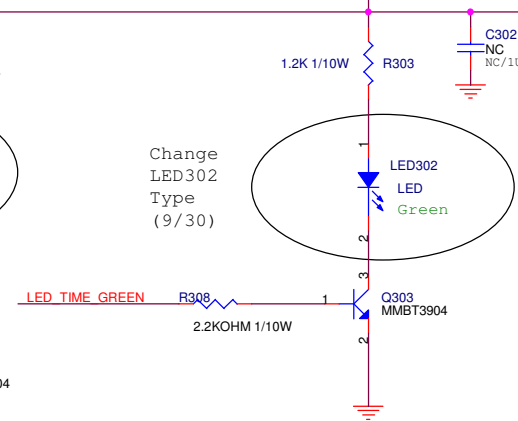 C302
NC
NC/1U
1.2K 1/10W
R303
1
Change
LED302
Type
(9/30)
LED302
LED
Green
2
3
LED_TIME_GREEN
R308
1
Q303
MMBT3904
2.2KOHM 1/10W
2
04